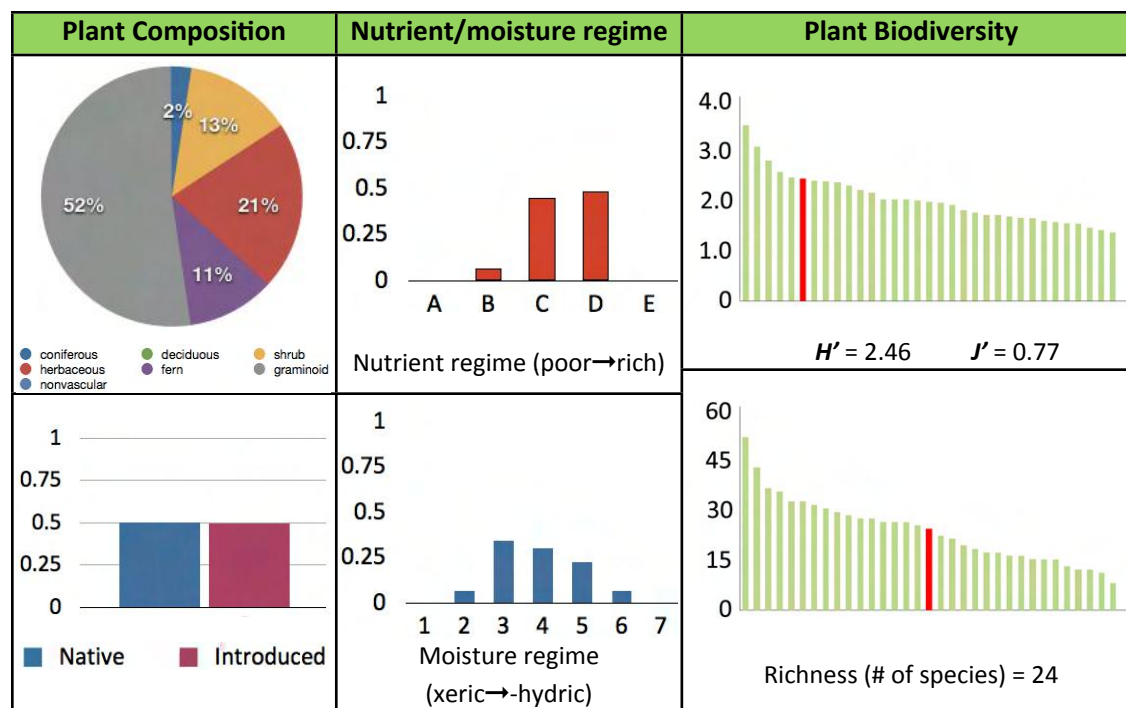 Plant Composition
Nutrient/moisture regime
Plant Biodiversity
2%
13%
21%
11%
52%
coniferous
deciduous
shrub
herbaceous
fern
graminoid
nonvascular
1
0.75
0.5
0.25
0
A B C D E
Nutrient regime (poor→rich)
4.0
3.0
2.0
1.0
0
H’ = 2.46 J’ = 0.77
1
0.75
0.5
0.25
0
Native Introduced
1
0.75
0.5
0.25
0
1 2 3 4 5 6 7
Moisture regime
(xeric→-hydric)
60
45
30
15
0
Richness (# of species) = 24